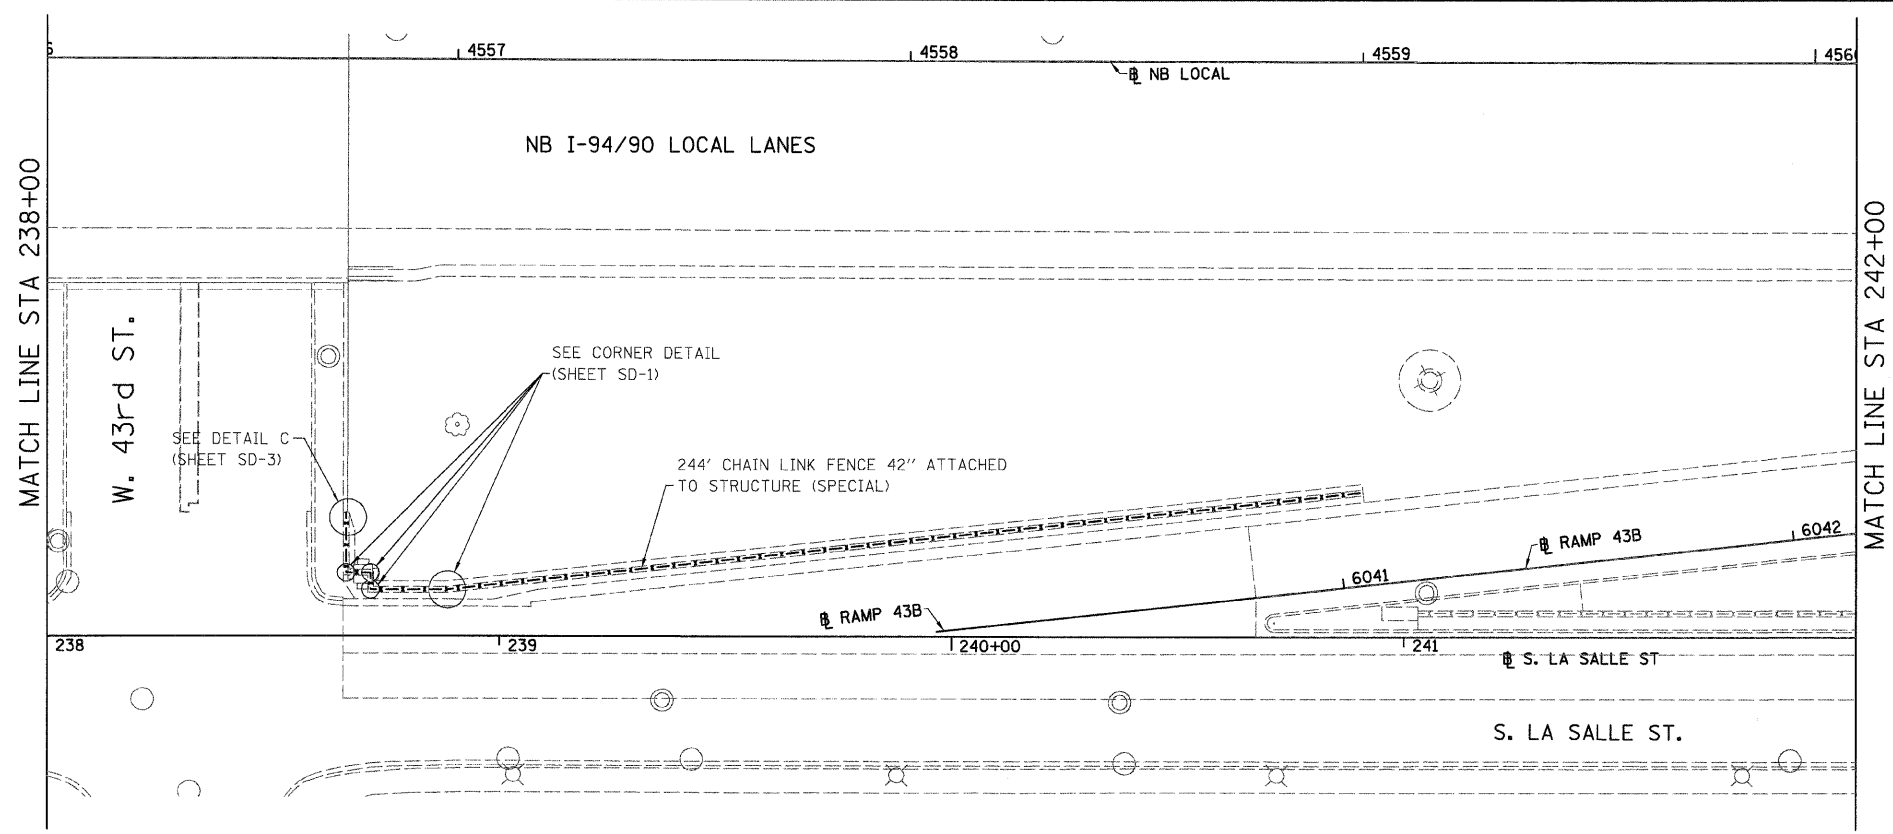 4557
4558
4559
456
℄ NB LOCAL
NB I-94/90 LOCAL LANES
MATCH LINE STA 238+00
W. 43rd ST.
MATCH LINE STA 242+00
SEE CORNER DETAIL
(SHEET SD-1)
SEE DETAIL C
(SHEET SD-3)
244' CHAIN LINK FENCE 42" ATTACHED
TO STRUCTURE (SPECIAL)
6042
℄ RAMP 43B
6041
℄ RAMP 43B
238
239
240+00
241
℄ S. LA SALLE ST
S. LA SALLE ST.